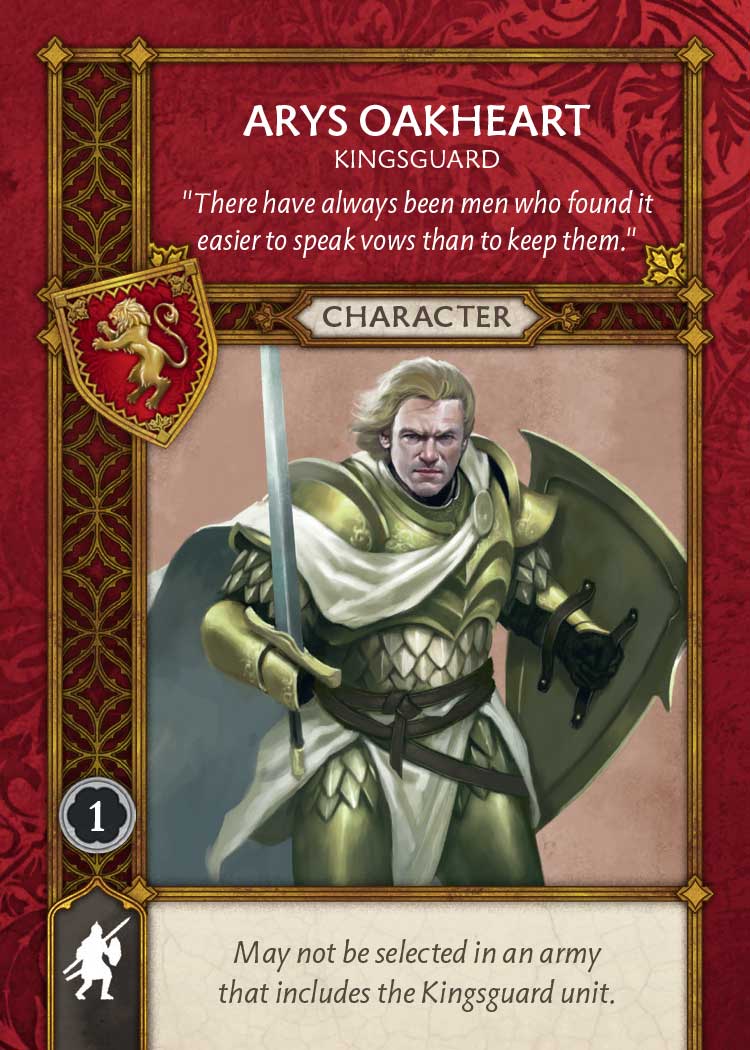 ARYS OAKHEART
KINGSGUARD
"There have always been men who found it
easier to speak vows than to keep them."
CHARACTER
1
May not be selected in an army
that includes the Kingsguard unit.